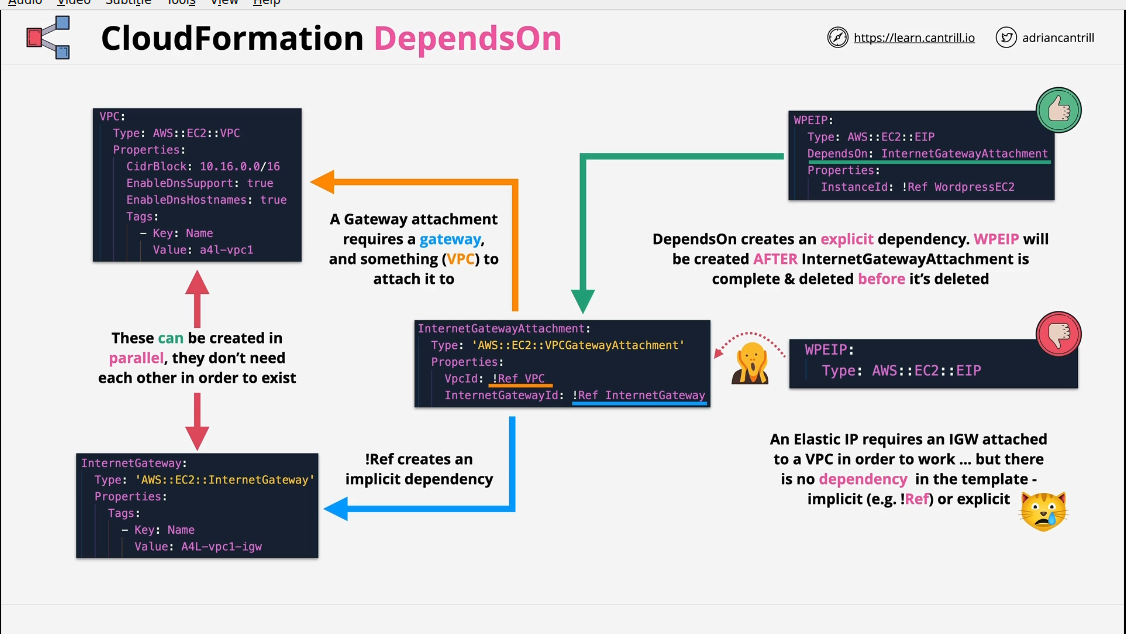 Audio Video Subtitle Tools View Help
CloudFormation DependsOn
https://learn.cantrill.io
adriancantrill
VPC:
Type: AWS::EC2::VPC
Properties:
CidrBlock: 10.16.0.0/16
EnableDnsSupport: true
EnableDnsHostnames: true
Tags:
- Key: Name
Value: a4l-vpc1
A Gateway attachment
requires a gateway,
and something (VPC) to
attach it to
WPEIP:
Type: AWS::EC2::EIP
DependsOn: InternetGatewayAttachment
Properties:
InstanceId: !Ref WordpressEC2
DependsOn creates an explicit dependency. WPEIP will
be created AFTER InternetGatewayAttachment is
complete & deleted before it's deleted
These can be created in
parallel, they don't need
each other in order to exist
InternetGatewayAttachment:
Type: 'AWS::EC2::VPCGatewayAttachment'
Properties:
VpcId: !Ref VPC
InternetGatewayId: !Ref InternetGateway
WPEIP:
Type: AWS::EC2::EIP
InternetGateway:
Type: 'AWS::EC2::InternetGateway'
Properties:
Tags:
- Key: Name
Value: A4L-vpc1-igw
!Ref creates an
implicit dependency
An Elastic IP requires an IGW attached
to a VPC in order to work ... but there
is no dependency in the template -
implicit (e.g. !Ref) or explicit